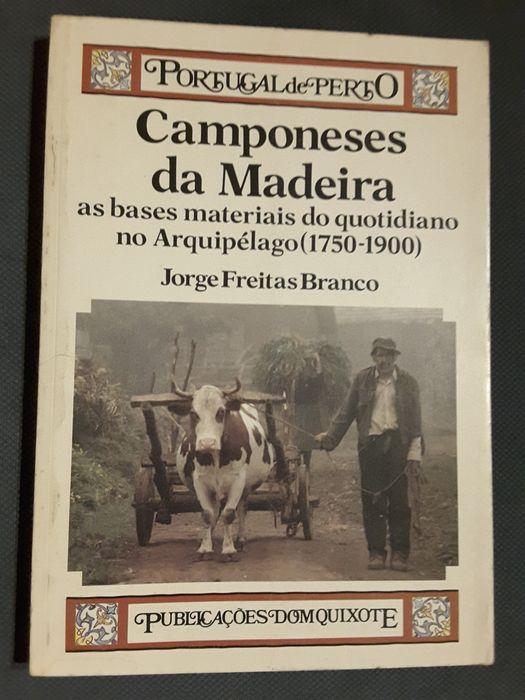 PORTUGAL de PERTO
Camponeses
da Madeira
as bases materiais do quotidiano
no Arquipélago (1750-1900)
Jorge Freitas Branco
PUBLICAÇÕES DOM QUIXOTE